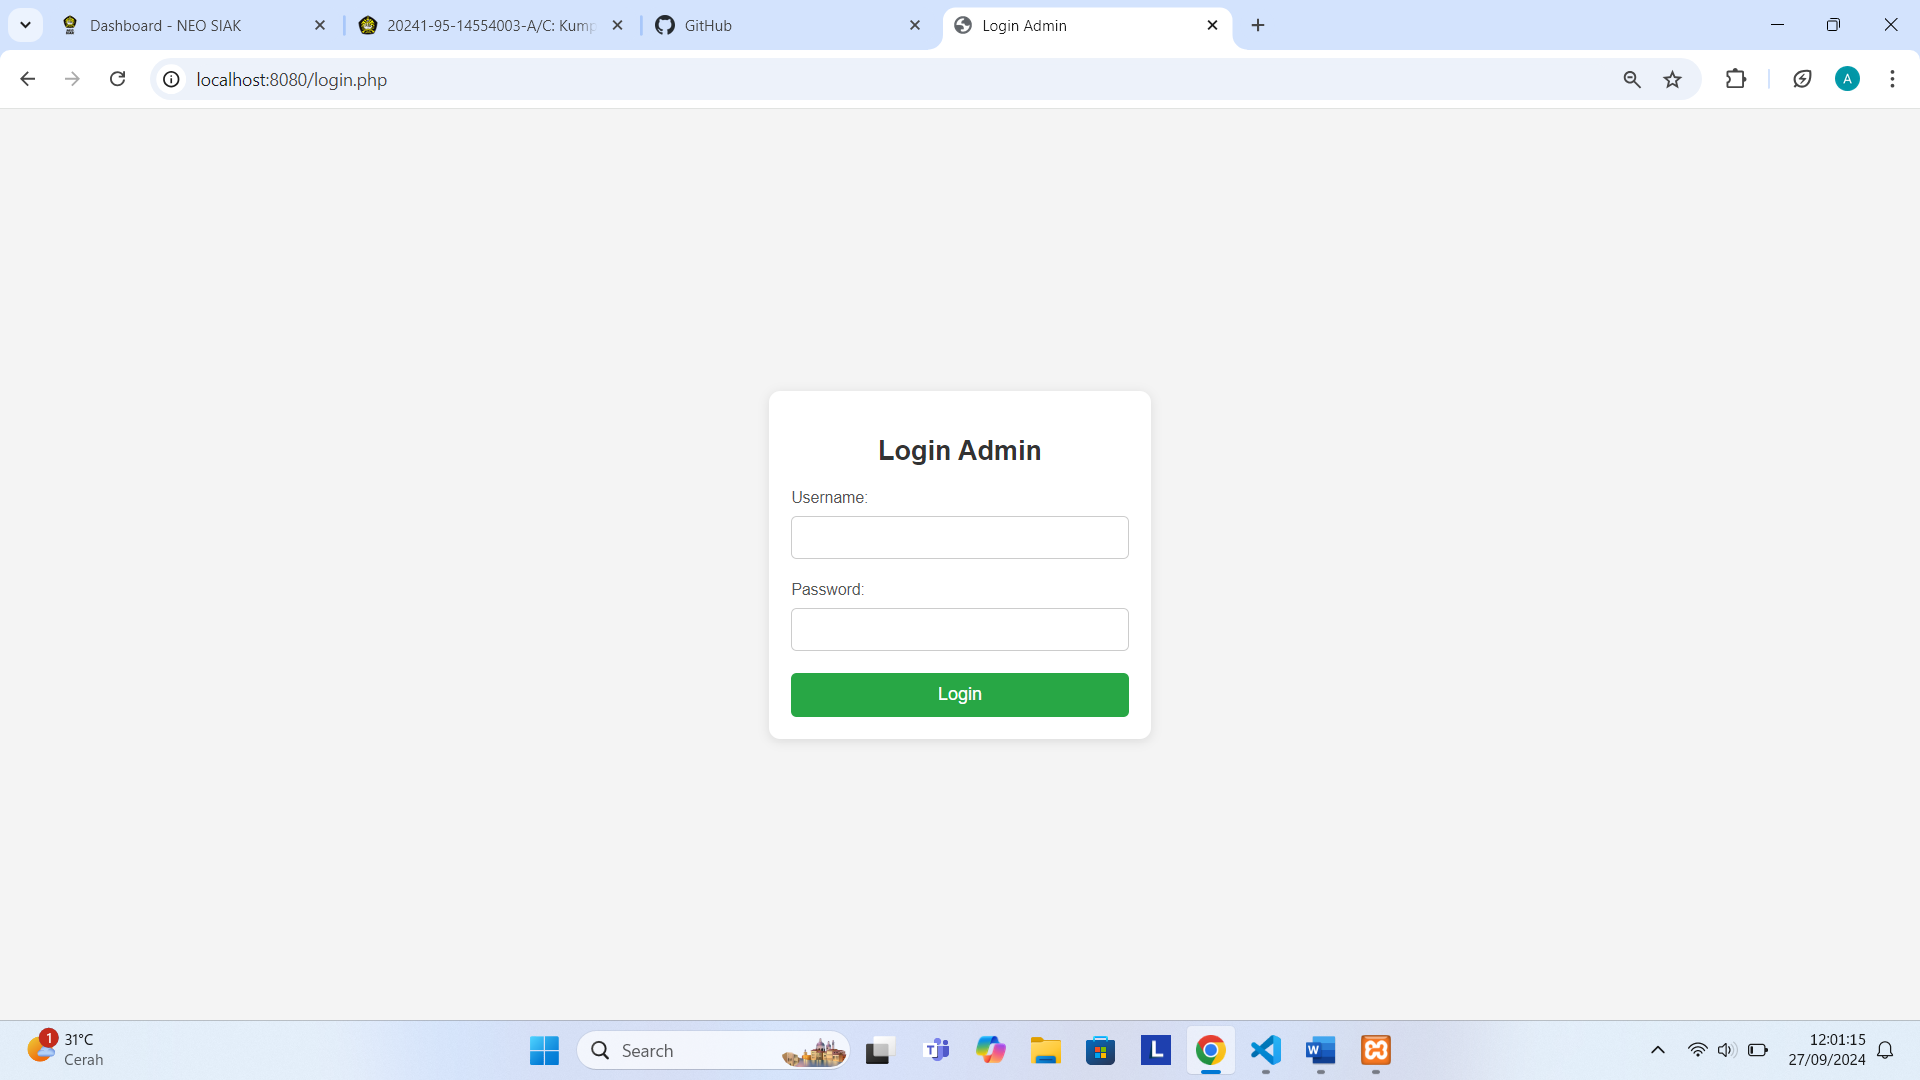 Dashboard - NEO SIAK
20241-95-14554003-A/C: Kump
GitHub
Login Admin
localhost:8080/login.php
A
Login Admin
Username:
Password:
Login
1
31°C
Cerah
Search
L
W
12:01:15
27/09/2024